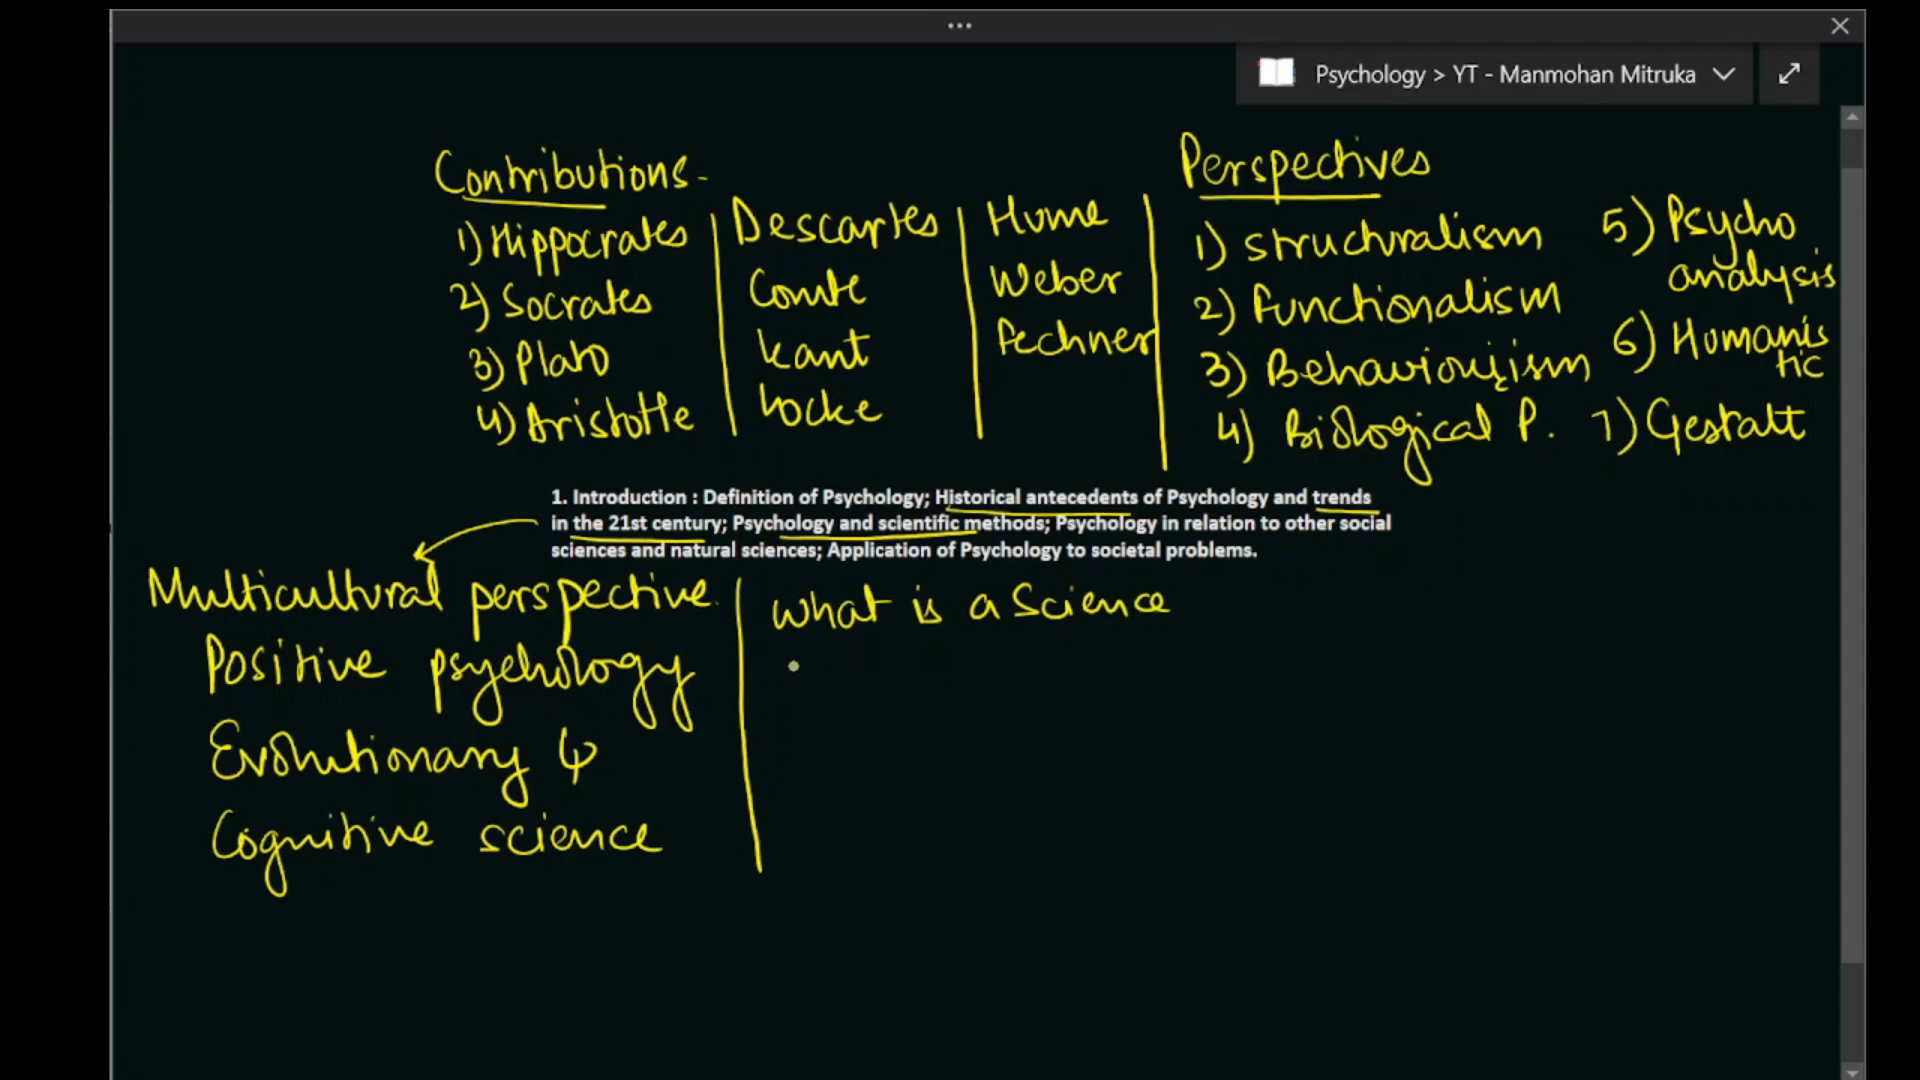 Psychology > YT - Manmohan Mitruka
Contributions.
1) Hippocrates
2) Socrates
3) Plato
4) Aristotle
Descartes
Comte
Kant
Locke
Hume
Weber
Fechner
Perspectives
1) structuralism
2) Functionalism
3) Behaviourism
4) Biological P.
5) Psycho
analysis
6) Humanis
tic
7) Gestalt
1. Introduction : Definition of Psychology; Historical antecedents of Psychology and trends
in the 21st century; Psychology and scientific methods; Psychology in relation to other social
sciences and natural sciences; Application of Psychology to societal problems.
Multicultural perspective.
Positive psychology
Evolutionary ψ
Cognitive science
What is a Science